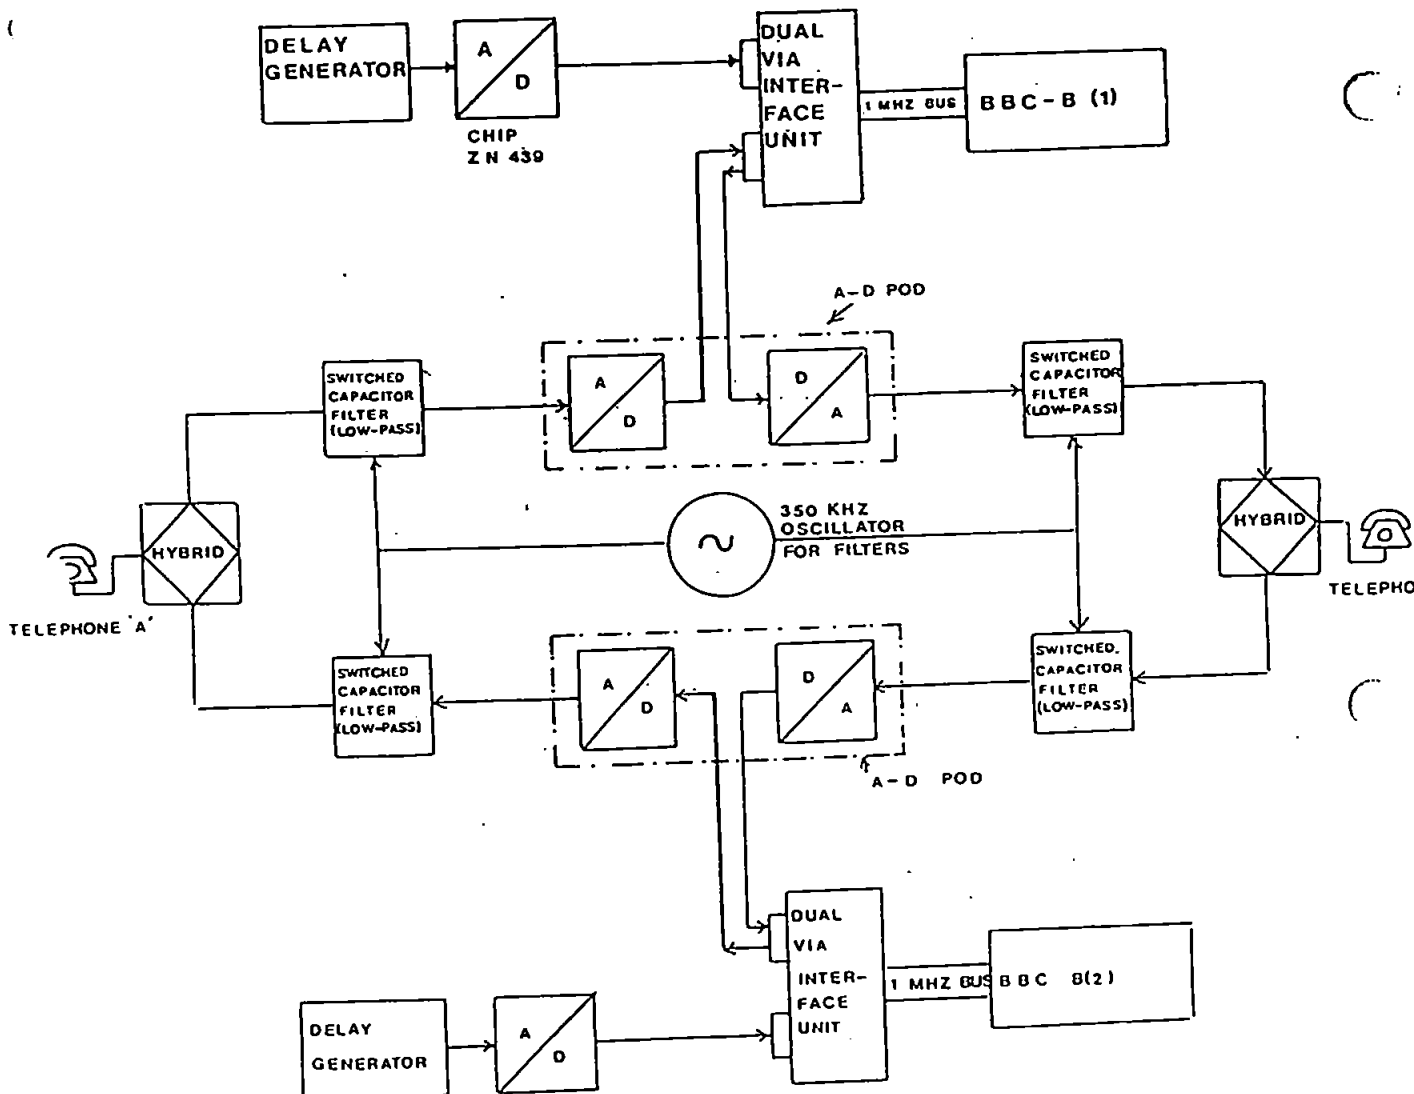 DELAY
GENERATOR
A
D
CHIP
ZN 439
DUAL
VIA
INTER-
FACE
UNIT
1 MHZ BUS
BBC-B (1)
A-D POD
SWITCHED
CAPACITOR
FILTER
(LOW-PASS)
A
D
D
A
SWITCHED
CAPACITOR
FILTER
(LOW-PASS)
HYBRID
TELEPHONE 'A'
350 KHZ
OSCILLATOR
FOR FILTERS
HYBRID
TELEPHO
SWITCHED
CAPACITOR
FILTER
(LOW-PASS)
A
D
D
A
SWITCHED.
CAPACITOR
FILTER
(LOW-PASS)
A-D POD
DUAL
VIA
INTER-
FACE
UNIT
1 MHZ BUS
BBC B(2)
DELAY
GENERATOR
A
D